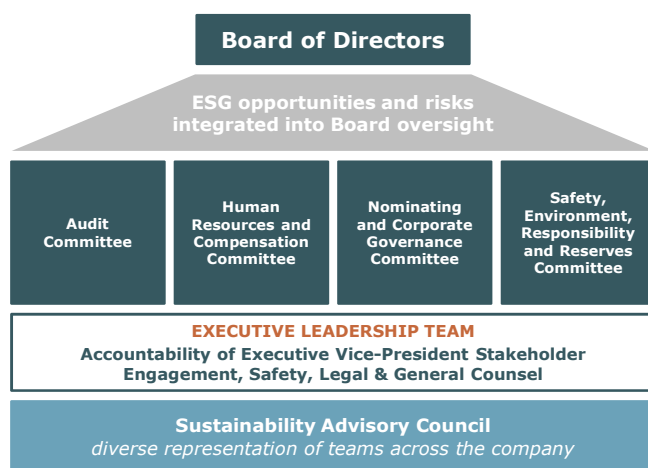 Board of Directors
ESG opportunities and risks
integrated into Board oversight
Audit
Committee
Human
Resources and
Compensation
Committee
Nominating
and Corporate
Governance
Committee
Safety,
Environment,
Responsibility
and Reserves
Committee
EXECUTIVE LEADERSHIP TEAM
Accountability of Executive Vice-President Stakeholder
Engagement, Safety, Legal & General Counsel
Sustainability Advisory Council
diverse representation of teams across the company